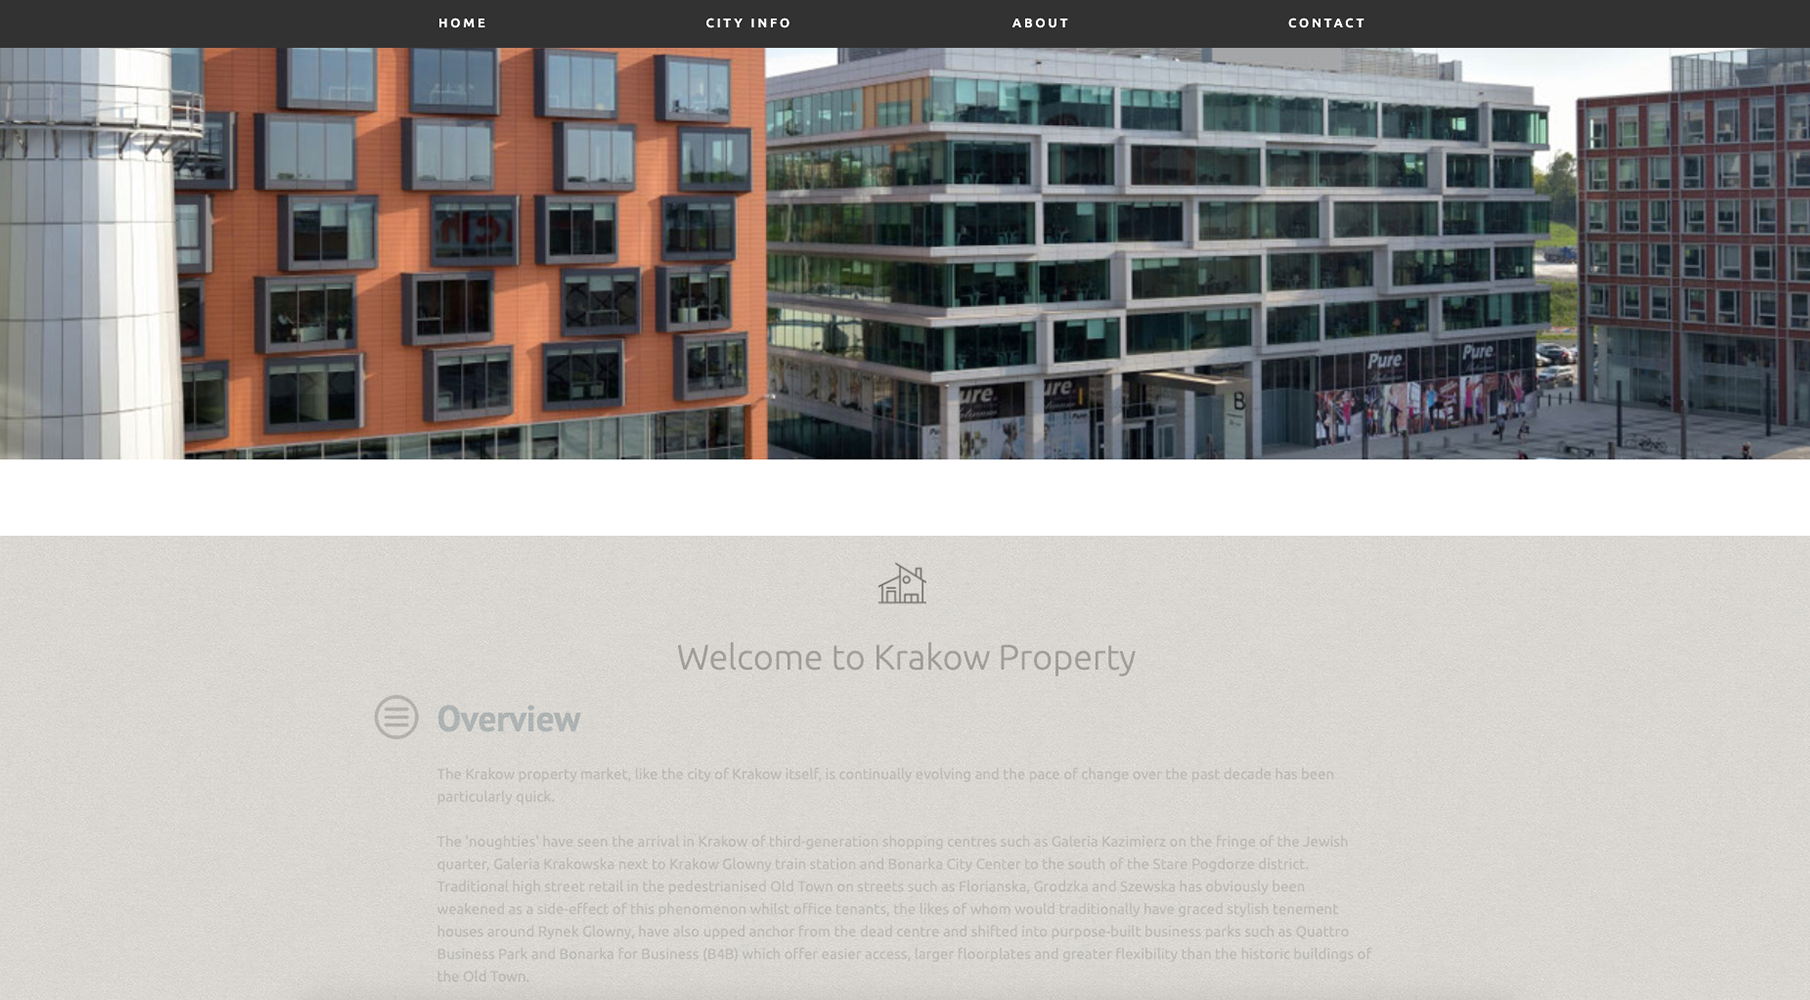 HOME CITY INFO ABOUT CONTACT
Pure
Pure
ure
ure
Pure
B
Welcome to Krakow Property
Overview
The Krakow property market, like the city of Krakow itself, is continually evolving and the pace of change over the past decade has been
particularly quick.
The 'noughties' have seen the arrival in Krakow of third-generation shopping centres such as Galeria Kazimierz on the fringe of the Jewish
quarter, Galeria Krakowska next to Krakow Glowny train station and Bonarka City Center to the south of the Stare Pogdorze district.
Traditional high street retail in the pedestrianised Old Town on streets such as Florianska, Grodzka and Szewska has obviously been
weakened as a side-effect of this phenomenon whilst office tenants, the likes of whom would traditionally have graced stylish tenement
houses around Rynek Glowny, have also upped anchor from the dead centre and shifted into purpose-built business parks such as Quattro
Business Park and Bonarka for Business (B4B) which offer easier access, larger floorplates and greater flexibility than the historic buildings of
the Old Town.